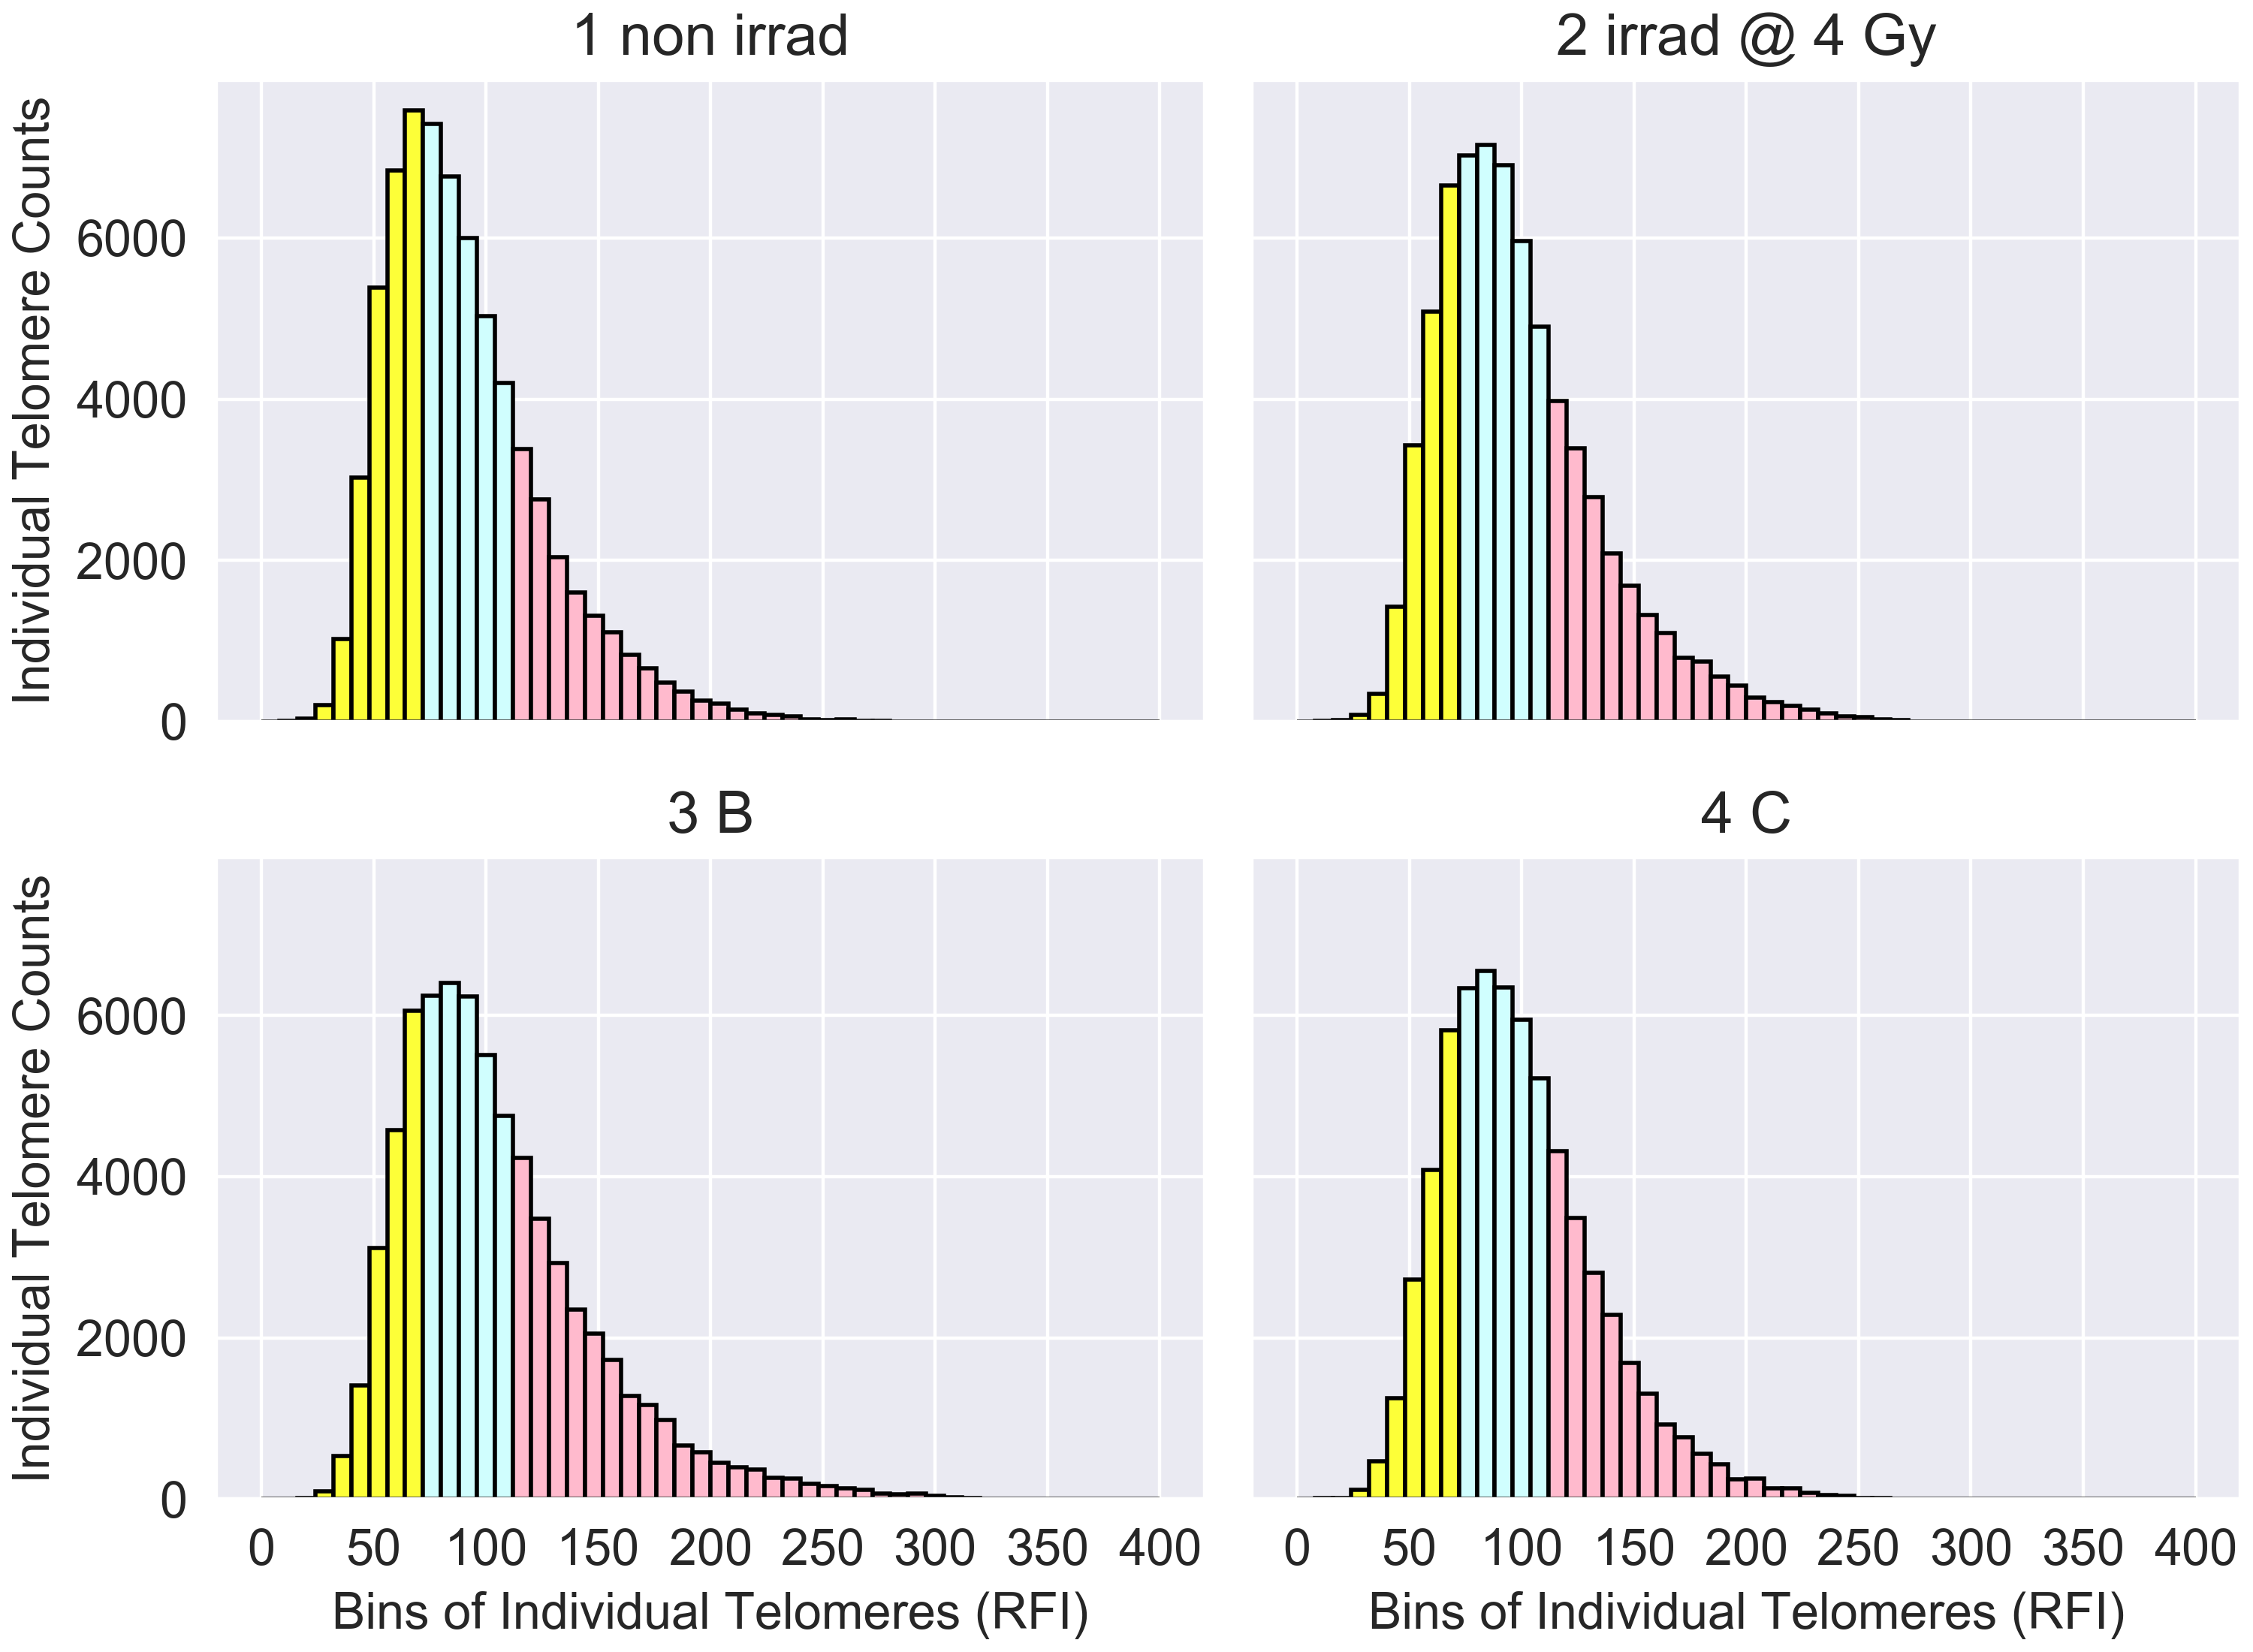 1 non irrad
2 irrad @ 4 Gy
Individual Telomere Counts
6000
4000
2000
0
3 B
4 C
Individual Telomere Counts
6000
4000
2000
0
0 50 100 150 200 250 300 350 400
0 50 100 150 200 250 300 350 400
Bins of Individual Telomeres (RFI)
Bins of Individual Telomeres (RFI)